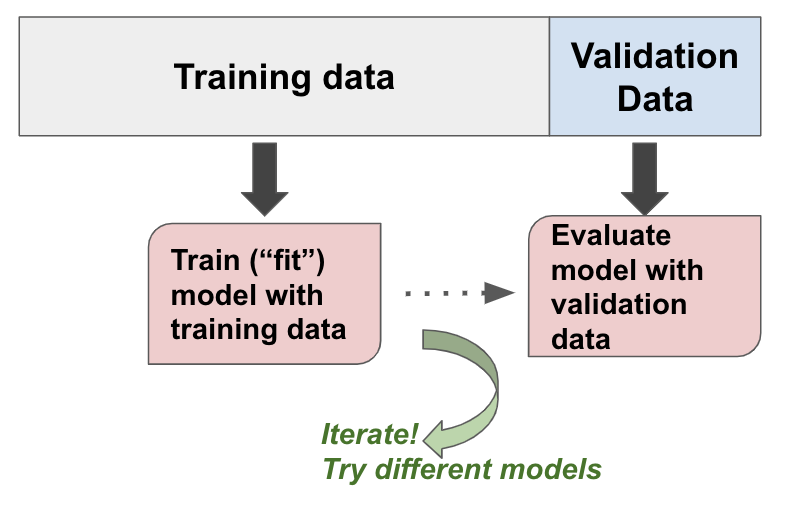 Training data
Validation
Data
Train (“fit”)
model with
training data
Evaluate
model with
validation
data
Iterate!
Try different models